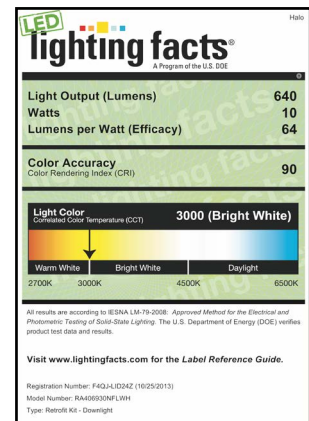 Halo
LED
lighting facts®
A Program of the U.S. DOE
Light Output (Lumens) 640
Watts 10
Lumens per Watt (Efficacy) 64
Color Accuracy
Color Rendering Index (CRI) 90
Light Color
Correlated Color Temperature (CCT) 3000 (Bright White)
Warm White Bright White Daylight
2700K 3000K 4500K 6500K
All results are according to IESNA LM-79-2008: Approved Method for the Electrical and
Photometric Testing of Solid-State Lighting. The U.S. Department of Energy (DOE) verifies
product test data and results.
Visit www.lightingfacts.com for the Label Reference Guide.
Registration Number: F4QJ-LID24Z (10/25/2013)
Model Number: RA406930NFLWH
Type: Retrofit Kit - Downlight